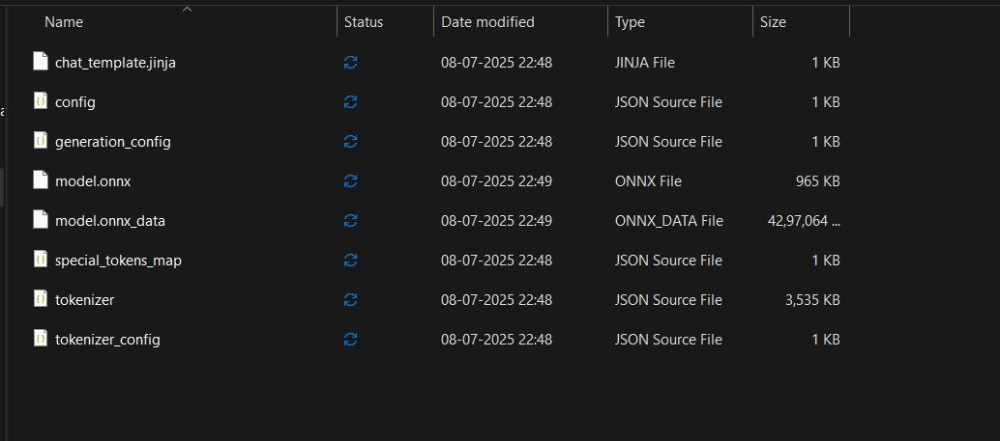 Name Status Date modified Type Size
chat_template.jinja 08-07-2025 22:48 JINJA File 1 KB
config 08-07-2025 22:48 JSON Source File 1 KB
generation_config 08-07-2025 22:48 JSON Source File 1 KB
model.onnx 08-07-2025 22:49 ONNX File 965 KB
model.onnx_data 08-07-2025 22:49 ONNX_DATA File 42,97,064 ...
special_tokens_map 08-07-2025 22:48 JSON Source File 1 KB
tokenizer 08-07-2025 22:48 JSON Source File 3,535 KB
tokenizer_config 08-07-2025 22:48 JSON Source File 1 KB